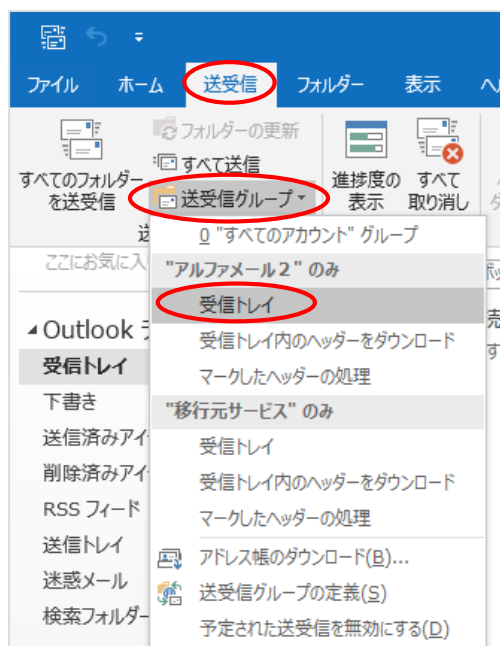 ファイル ホーム 送受信 フォルダー 表示
すべてのフォルダー
を送受信
フォルダーの更新
すべて送信
送受信グループ
進捗度の
表示
すべて
取り消し
0 "すべてのアカウント" グループ
"アルファメール２" のみ
受信トレイ
受信トレイ内のヘッダーをダウンロード
マークしたヘッダーの処理
"移行元サービス" のみ
受信トレイ
受信トレイ内のヘッダーをダウンロード
マークしたヘッダーの処理
アドレス帳のダウンロード(B)...
送受信グループの定義(S)
予定された送受信を無効にする(D)
ここにお気に入
Outlook
受信トレイ
下書き
送信済みアイ
削除済みアイ
RSS フィード
送信トレイ
迷惑メール
検索フォルダー